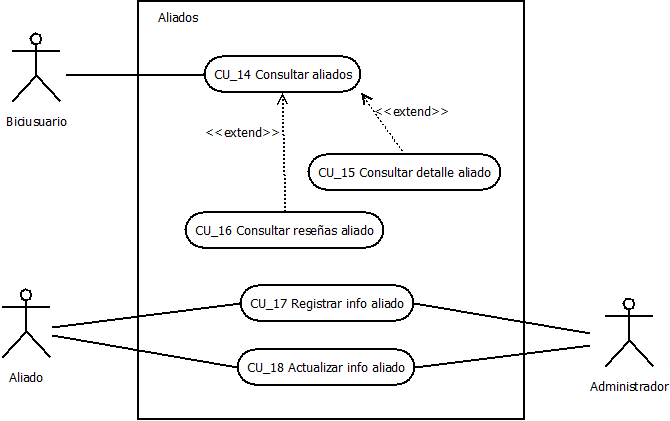 Aliados
CU_14 Consultar aliados
Biciusuario
<<extend>>
<<extend>>
CU_15 Consultar detalle aliado
CU_16 Consultar reseñas aliado
CU_17 Registrar info aliado
CU_18 Actualizar info aliado
Aliado
Administrador